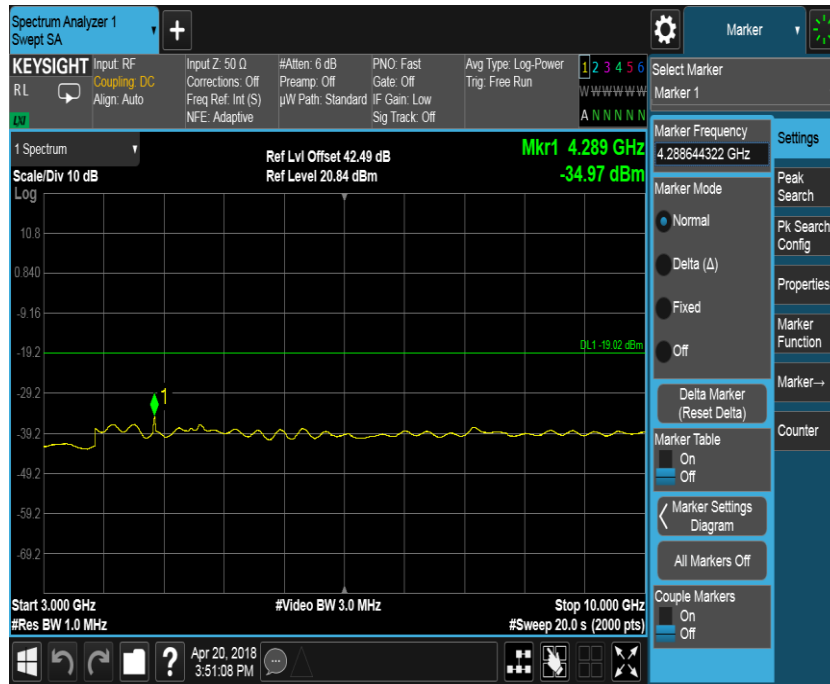 Spectrum Analyzer 1
Swept SA
+
Marker
KEYSIGHT
RL
LXI
Input: RF
Coupling: DC
Align: Auto
Input Z: 50 Ω
Corrections: Off
Freq Ref: Int (S)
NFE: Adaptive
#Atten: 6 dB
Preamp: Off
µW Path: Standard
PNO: Fast
Gate: Off
IF Gain: Low
Sig Track: Off
Avg Type: Log-Power
Trig: Free Run
1 2 3 4 5 6
W W W W W W
A N N N N N
Select Marker
Marker 1
1 Spectrum
Scale/Div 10 dB
Log
Ref Lvl Offset 42.49 dB
Ref Level 20.84 dBm
Mkr1 4.289 GHz
-34.97 dBm
10.8
0.840
-9.16
-19.2
-29.2
-39.2
-49.2
-59.2
-69.2
DL1 -19.02 dBm
1
Start 3.000 GHz
#Res BW 1.0 MHz
#Video BW 3.0 MHz
Stop 10.000 GHz
#Sweep 20.0 s (2000 pts)
Marker Frequency
4.288644322 GHz
Marker Mode
Normal
Delta (Δ)
Fixed
Off
Delta Marker
(Reset Delta)
Marker Table
On
Off
Marker Settings
Diagram
All Markers Off
Couple Markers
On
Off
Settings
Peak
Search
Pk Search
Config
Properties
Marker
Function
Marker→
Counter
?
Apr 20, 2018
3:51:08 PM